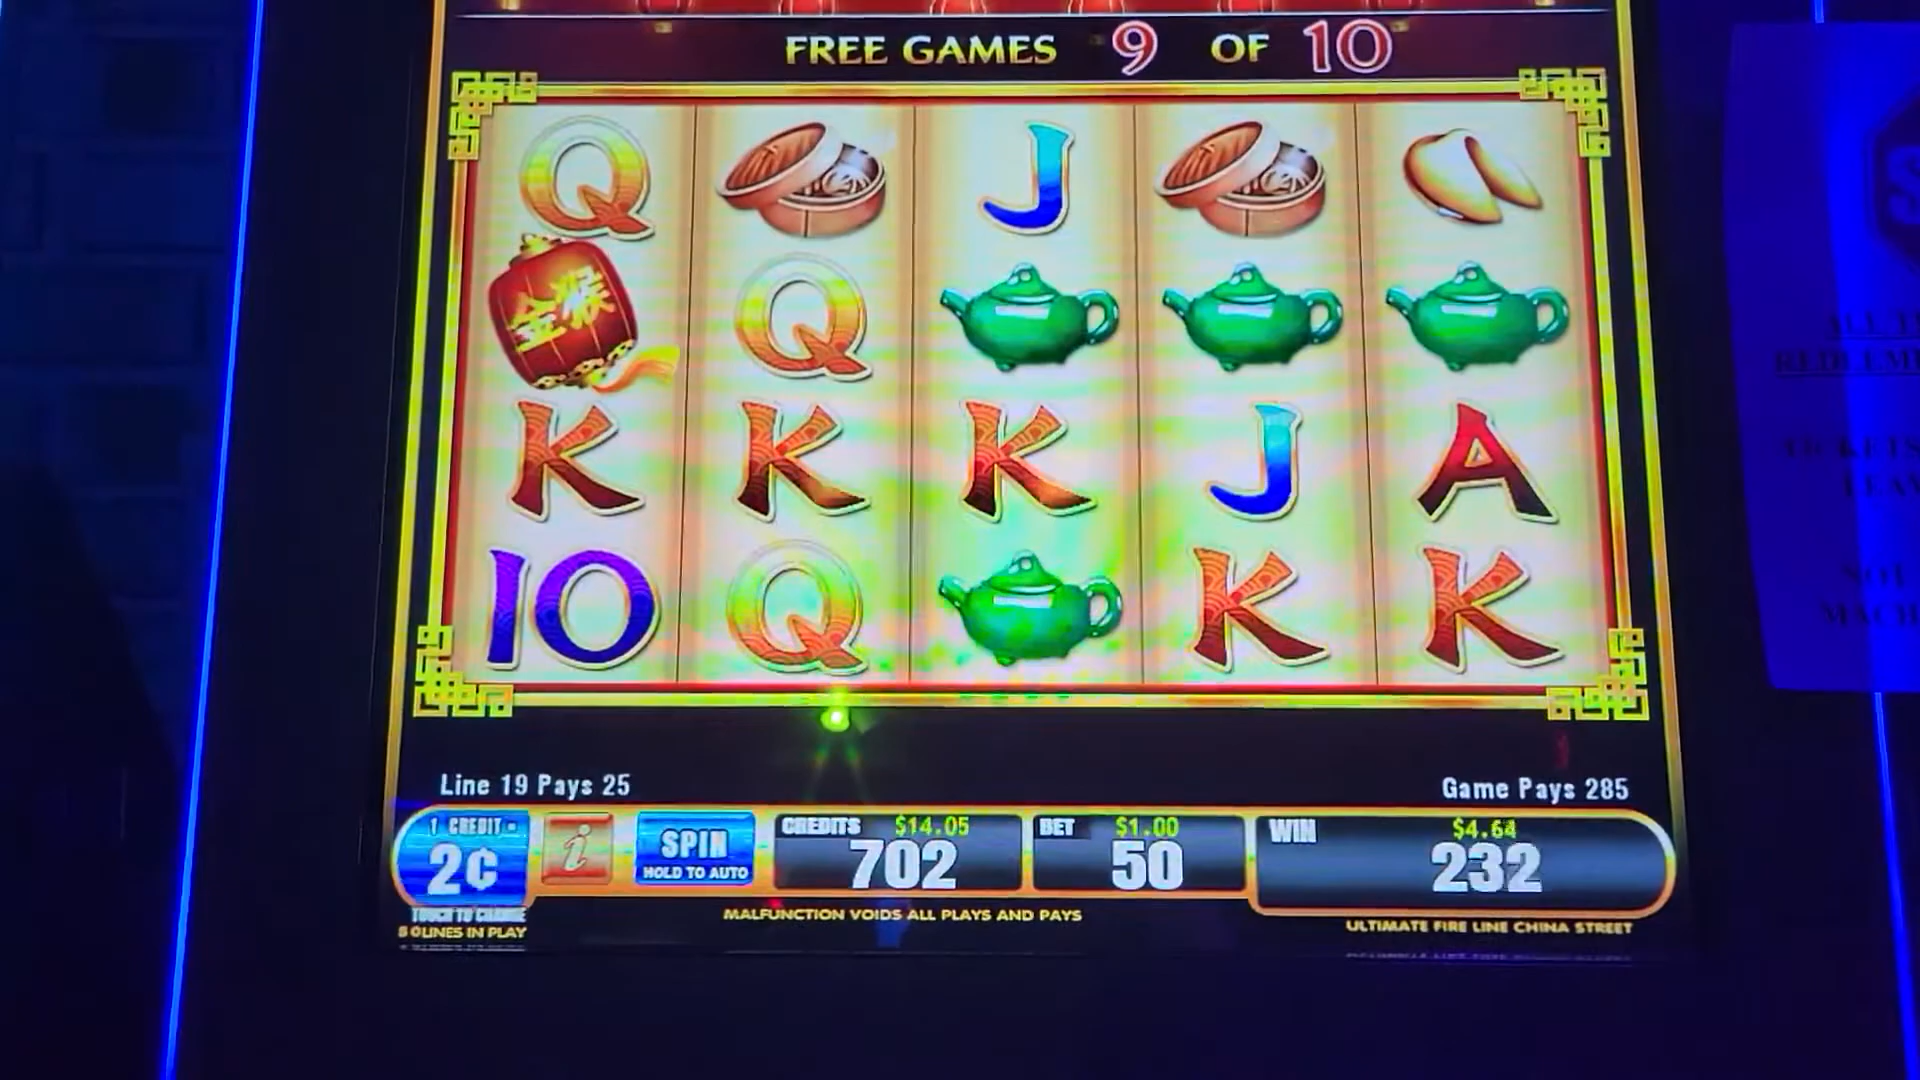 FREE GAMES 9 OF 10
Q J
金猴 Q
K K K J A
10 Q K K
Line 19 Pays 25
Game Pays 285
1 CREDIT =
2¢
TOUCH TO CHANGE
50 LINES IN PLAY
i
SPIN
HOLD TO AUTO
CREDITS $14.05
702
BET $1.00
50
WIN $4.64
232
MALFUNCTION VOIDS ALL PLAYS AND PAYS
ULTIMATE FIRE LINE CHINA STREET